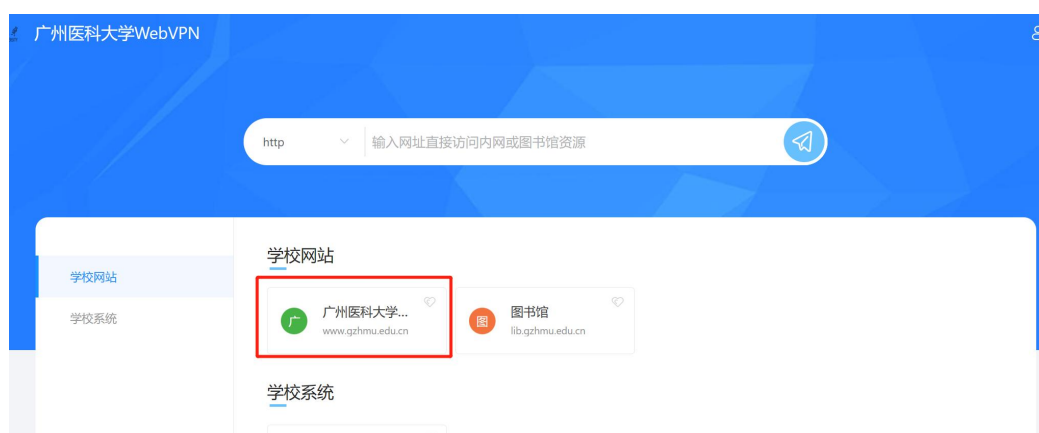 广州医科大学WebVPN
http 输入网址直接访问内网或图书馆资源
学校网站
学校系统
学校网站
广 广州医科大学...
www.gzhmu.edu.cn
图 图书馆
lib.gzhmu.edu.cn
学校系统